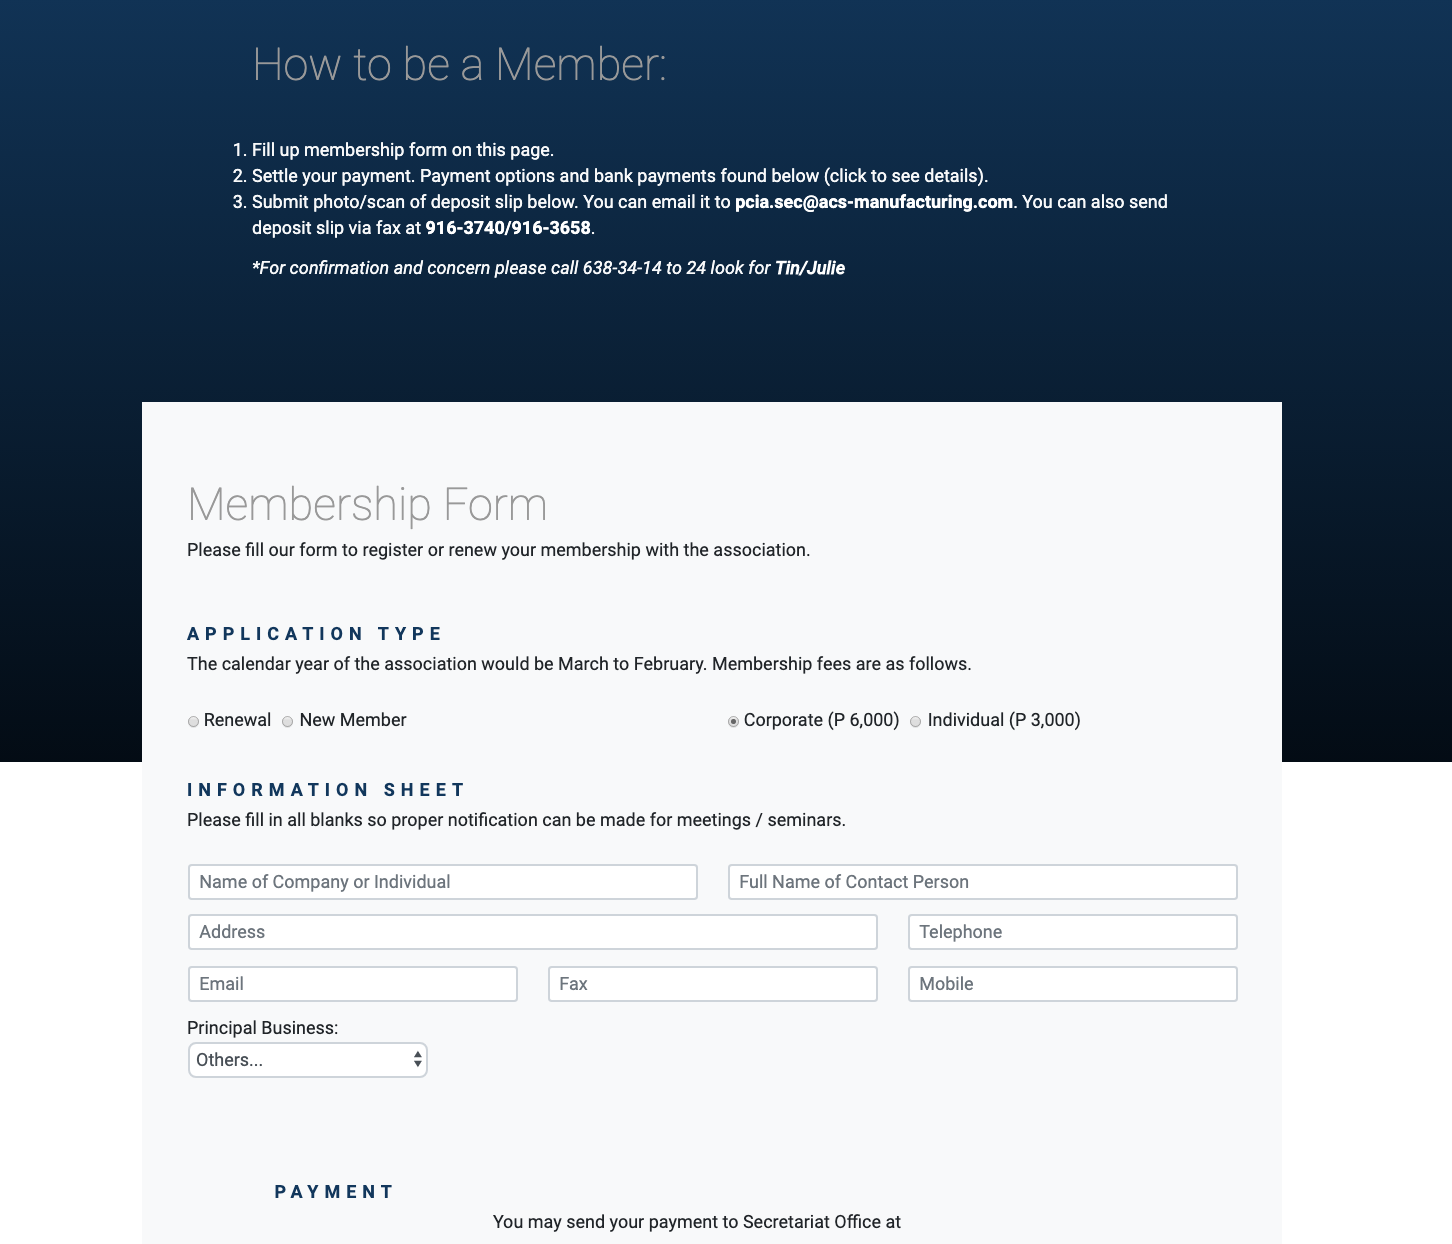 How to be a Member:
1. Fill up membership form on this page.
2. Settle your payment. Payment options and bank payments found below (click to see details).
3. Submit photo/scan of deposit slip below. You can email it to pcia.sec@acs-manufacturing.com. You can also send
deposit slip via fax at 916-3740/916-3658.
*For confirmation and concern please call 638-34-14 to 24 look for Tin/Julie
Membership Form
Please fill our form to register or renew your membership with the association.
APPLICATION TYPE
The calendar year of the association would be March to February. Membership fees are as follows.
Renewal New Member Corporate (P 6,000) Individual (P 3,000)
INFORMATION SHEET
Please fill in all blanks so proper notification can be made for meetings / seminars.
Name of Company or Individual Full Name of Contact Person
Address Telephone
Email Fax Mobile
Principal Business:
Others...
PAYMENT
You may send your payment to Secretariat Office at